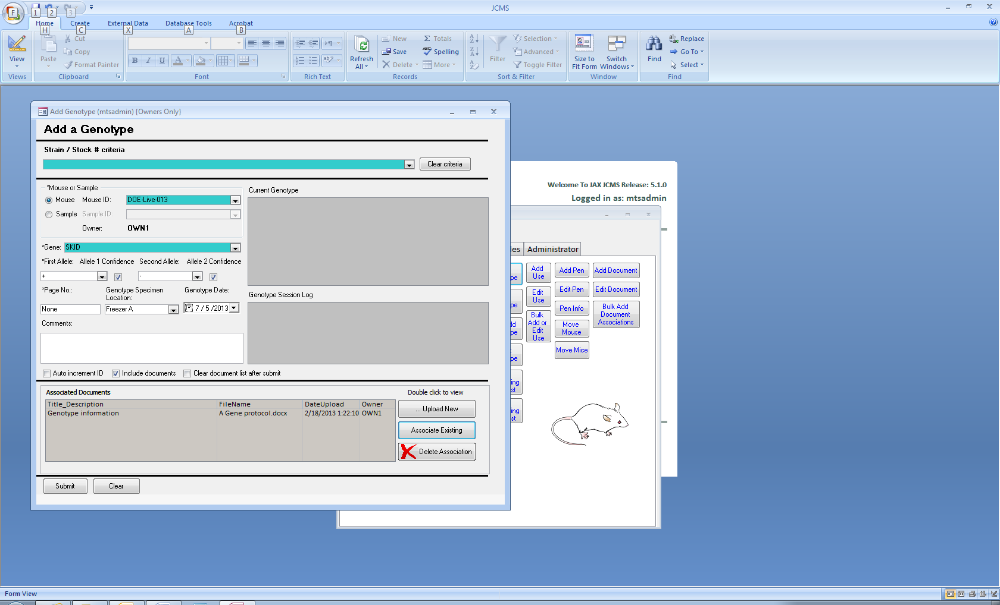 JCMS
F 1 2 3
Home Create External Data Database Tools Acrobat
H C X A B
View
Views
Paste
Cut
Copy
Format Painter
Clipboard
B I U A
Font
Rich Text
Refresh
All
New
Save
Delete
Totals
Spelling
More
Records
Filter
Selection
Advanced
Toggle Filter
Sort & Filter
Size to
Fit Form
Switch
Windows
Window
Find
Replace
Go To
Select
Find
Add Genotype (mtsadmin) {Owners Only}
Add a Genotype
Strain / Stock # criteria
Clear criteria
*Mouse or Sample
Mouse Mouse ID: DOE-Live-013
Sample Sample ID:
Owner: OWN1
*Gene: SKID
*First Allele: Allele 1 Confidence Second Allele: Allele 2 Confidence
+ -
*Page No.: Genotype Specimen
Location: Genotype Date:
None Freezer A 7 / 5 /2013
Comments:
Current Genotype
Genotype Session Log
Auto increment ID Include documents Clear document list after submit
Associated Documents Double click to view
Title_Description FileName DateUpload Owner
Genotype information A Gene protocol.docx 2/18/2013 1:22:10 OWN1
... Upload New
Associate Existing
Delete Association
Submit Clear
Welcome To JAX JCMS Release: 5.1.0
Logged in as: mtsadmin
les Administrator
pe
pe
dd
pe
pe
ing
st
ing
st
Add
Use
Edit
Use
Bulk
Add or
Edit
Use
Add Pen
Edit Pen
Pen Info
Move
Mouse
Move Mice
Add Document
Edit Document
Bulk Add
Document
Associations
Form View